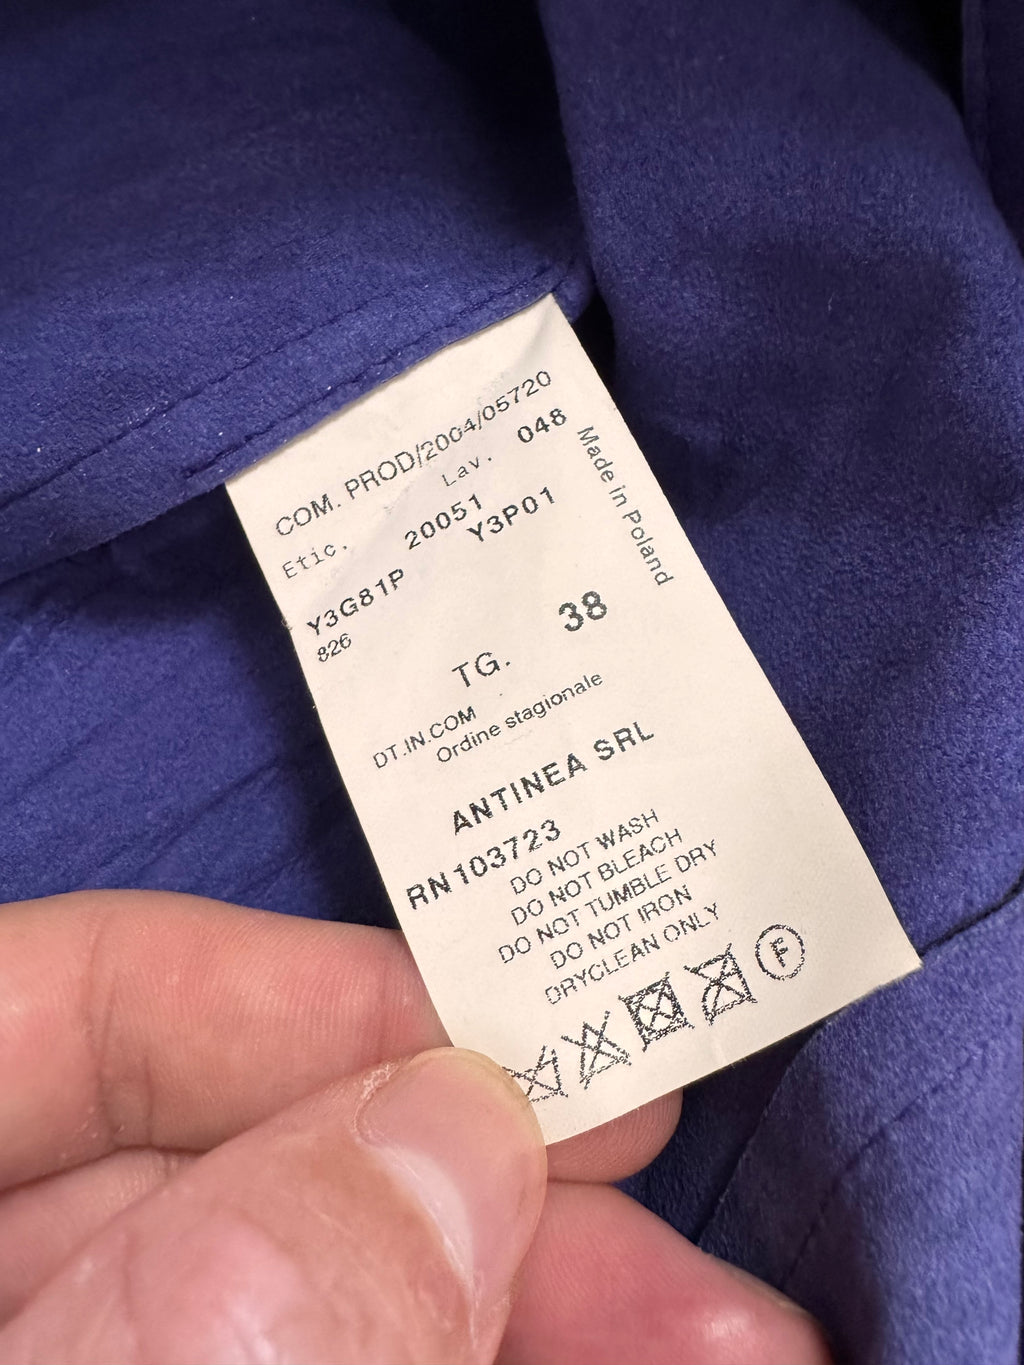 COM. PROD/2004/05720
Lav. 048
Etic. 20051
Y3G81P Y3P01
826
TG. 38
Made in Poland
DT.IN.COM
Ordine stagionale
ANTINEA SRL
RN103723
DO NOT WASH
DO NOT BLEACH
DO NOT TUMBLE DRY
DO NOT IRON
DRYCLEAN ONLY
F